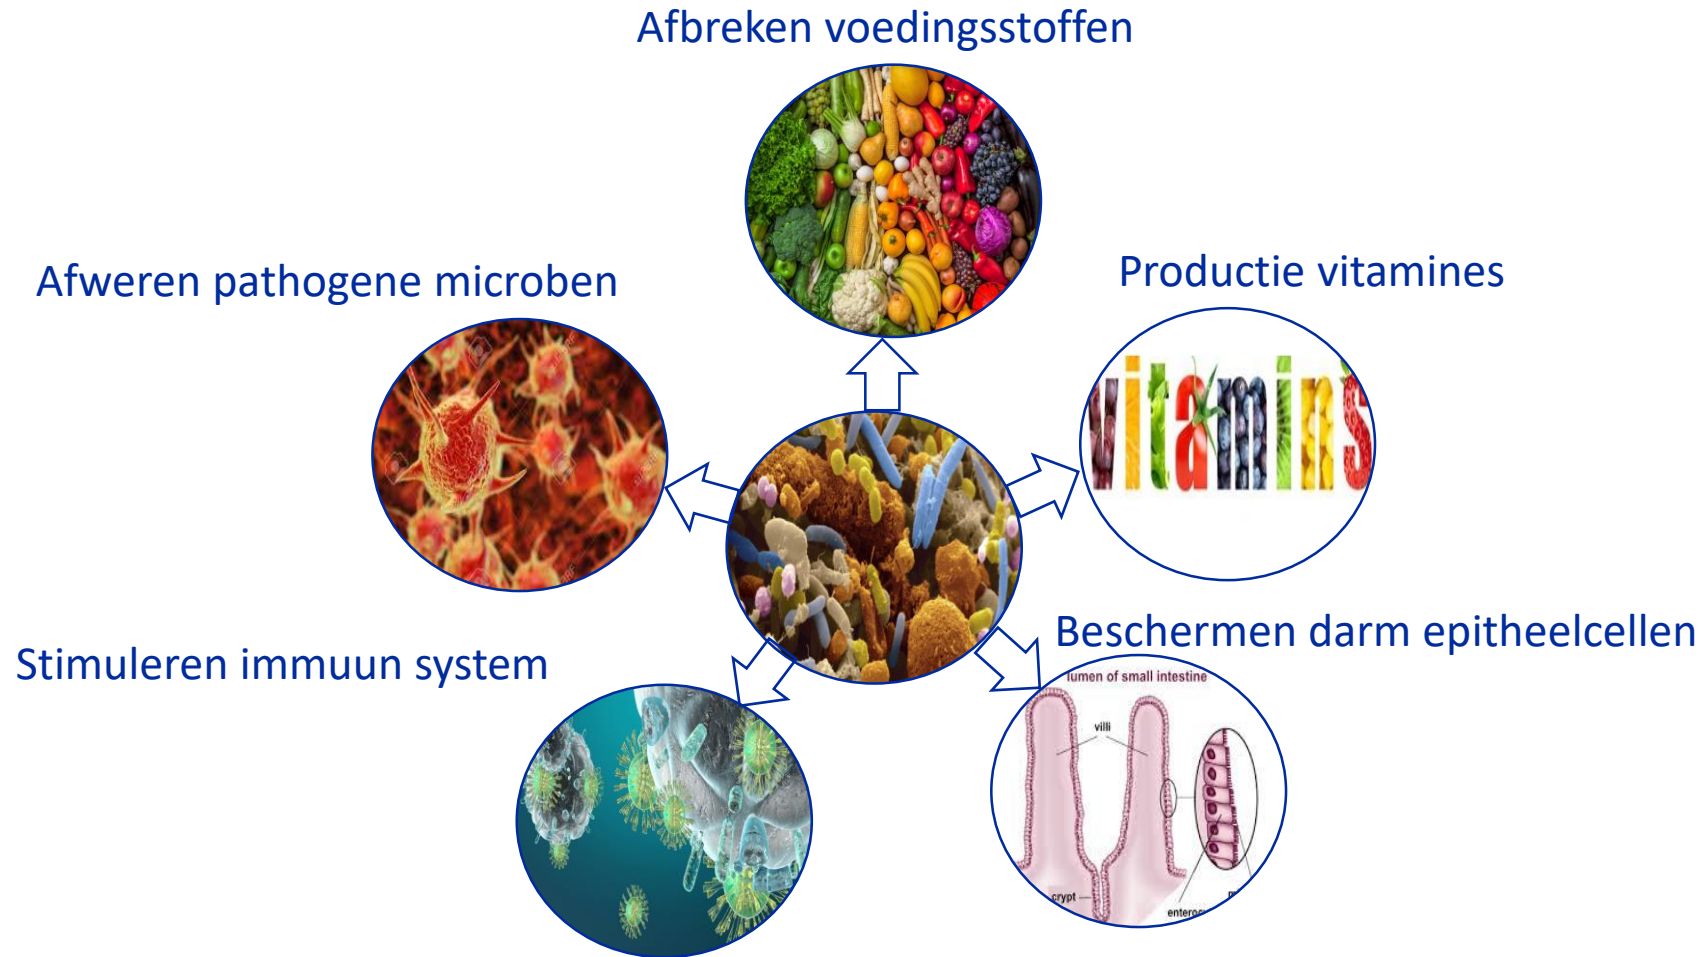 Afbreken voedingsstoffen
Afweren pathogene microben
Productie vitamines
vitamins
Stimuleren immuun system
Beschermen darm epitheelcellen
lumen of small intestine
villi
crypt